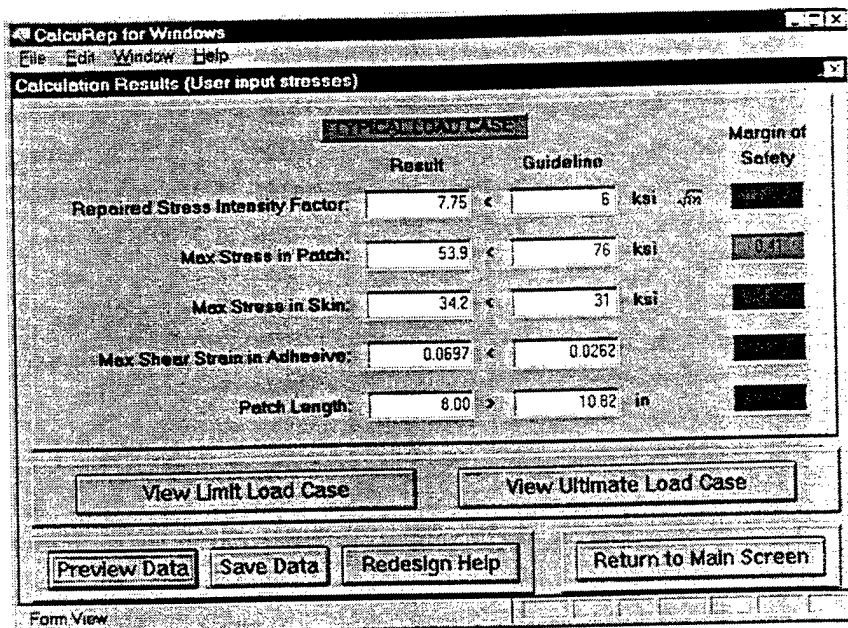 CalcuRep for Windows
File Edit Window Help
Calculation Results (User input stresses)
TYPICAL LOAD CASE
Margin of Safety
Result Guideline
Repaired Stress Intensity Factor: 7.75 < 6 ksi √in
Max Stress in Patch: 53.9 < 76 ksi 0.41
Max Stress in Skin: 34.2 < 31 ksi
Max Shear Strain in Adhesive: 0.0697 < 0.0262
Patch Length: 8.00 > 10.82 in
View Limit Load Case View Ultimate Load Case
Preview Data Save Data Redesign Help Return to Main Screen
Form View